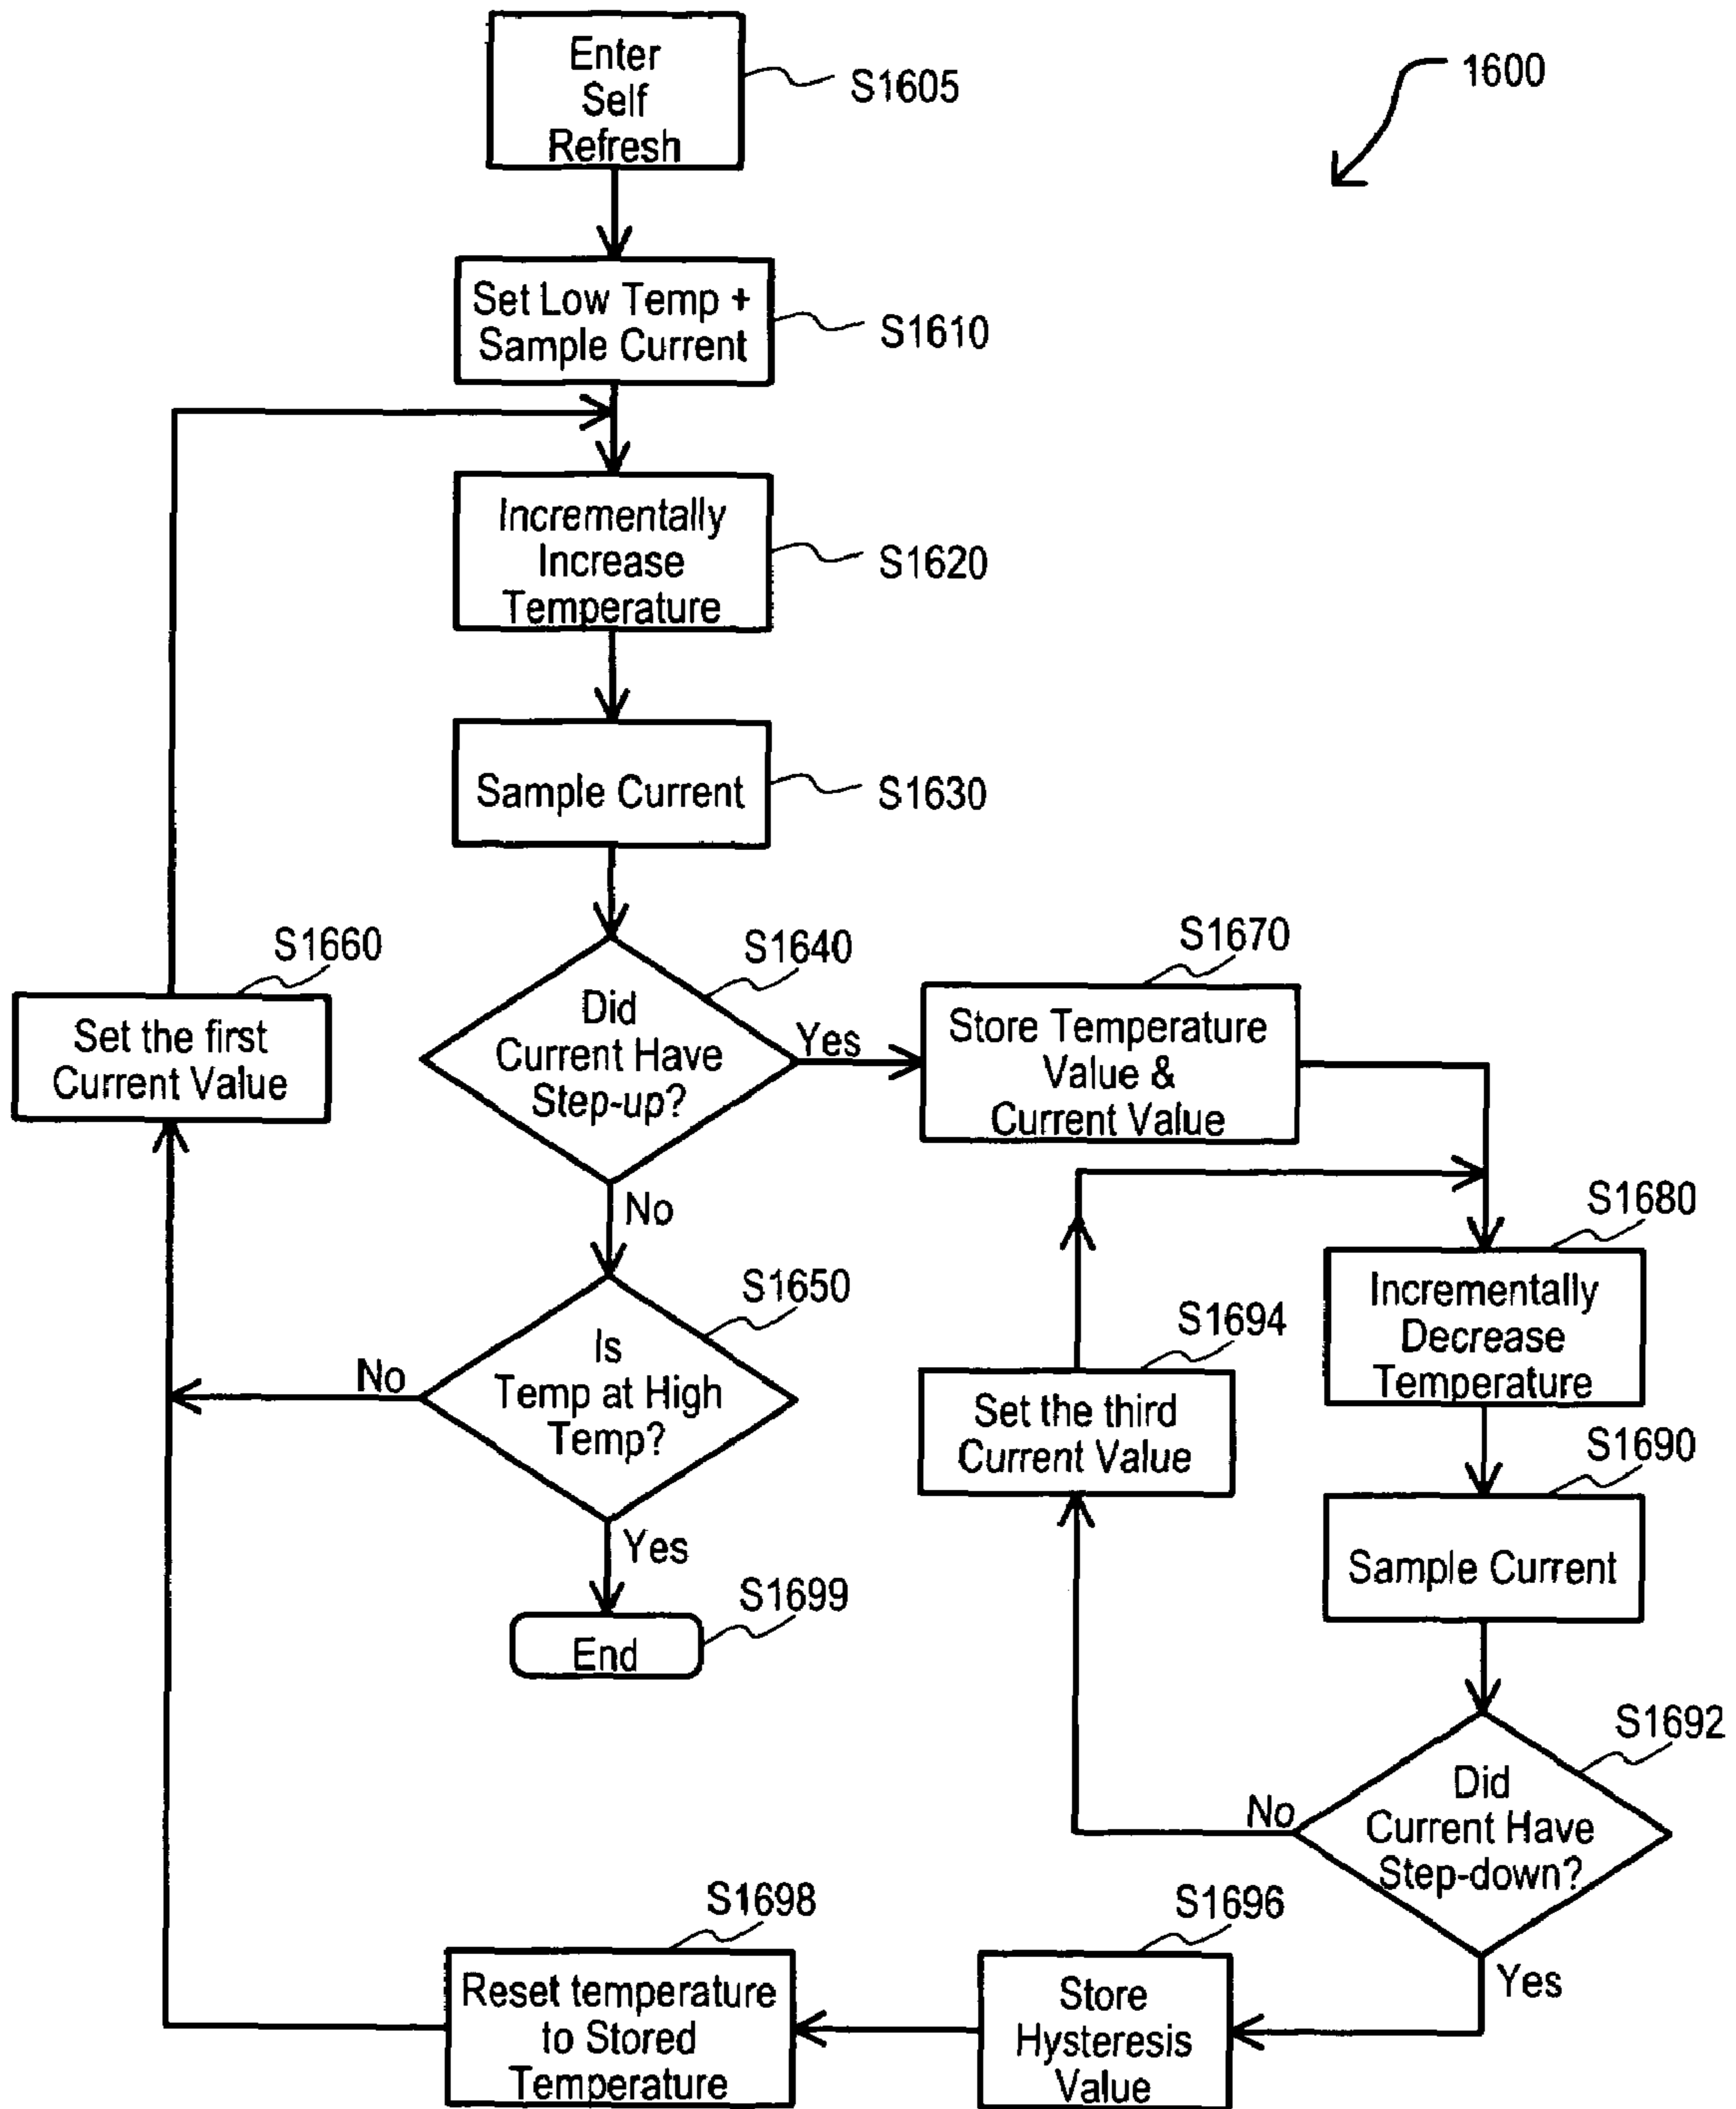 Enter
Self
Refresh
S1605
1600
Set Low Temp +
Sample Current
S1610
Incrementally
Increase
Temperature
S1620
Sample Current
S1630
S1660
Set the first
Current Value
S1640
Did
Current Have
Step-up?
Yes
No
S1670
Store Temperature
Value &
Current Value
S1650
Is
Temp at High
Temp?
No
Yes
S1699
End
S1680
Incrementally
Decrease
Temperature
S1694
Set the third
Current Value
S1690
Sample Current
S1692
Did
Current Have
Step-down?
No
Yes
S1696
Store
Hysteresis
Value
S1698
Reset temperature
to Stored
Temperature